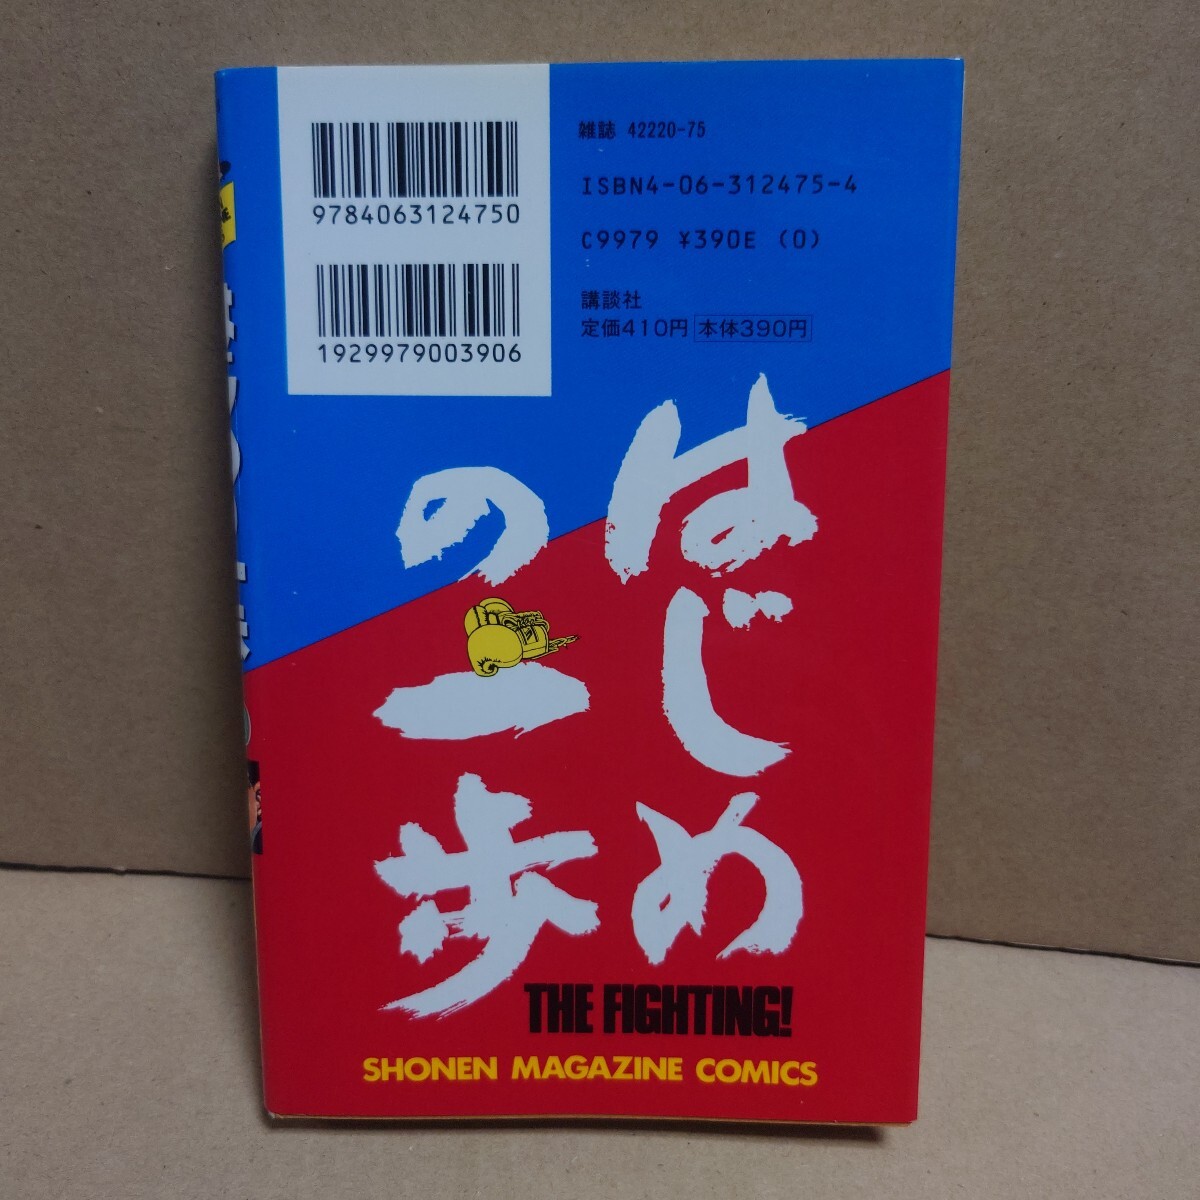 9784063124750
1929979003906
雑誌 42220-75
ISBN4-06-312475-4
C9979 ¥390E (0)
講談社
定価410円 本体390円
はじめ
の一歩
THE FIGHTING!
SHONEN MAGAZINE COMICS